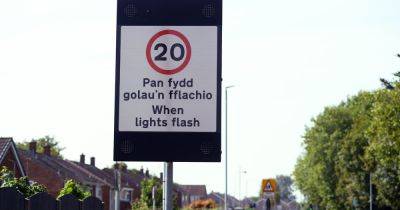 20
Pan fydd
golau'n fflachio
When
lights flash